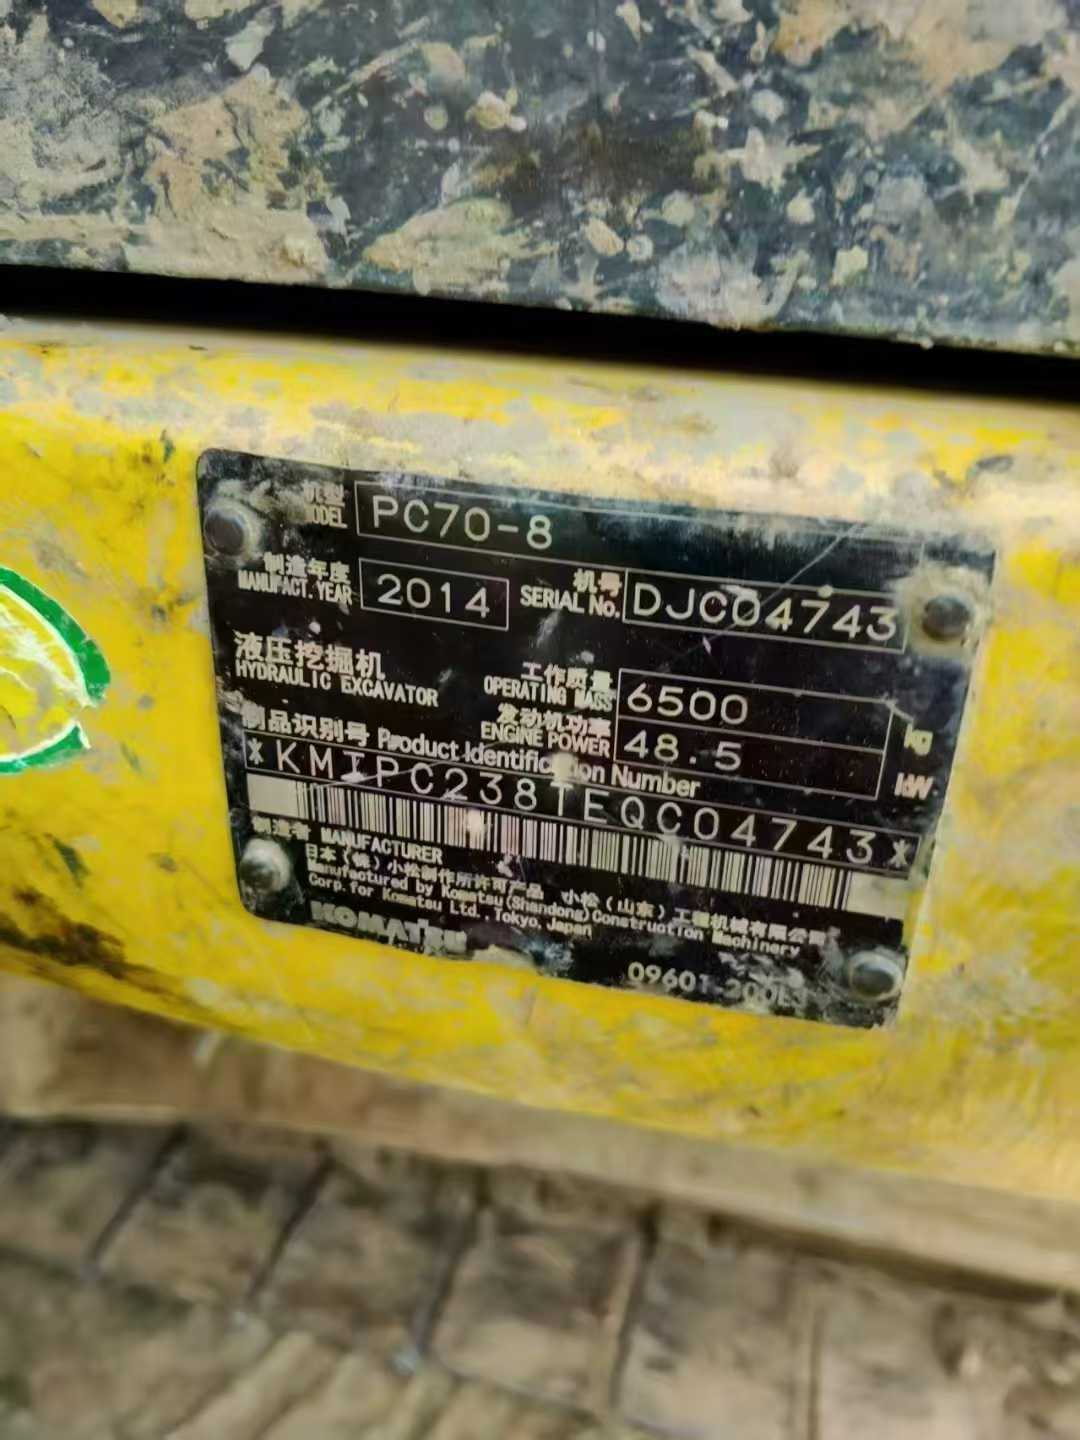 机型
MODEL PC70-8
制造年度
MANUFACT. YEAR 2014
机号
SERIAL No. DJC04743
液压挖掘机
HYDRAULIC EXCAVATOR
工作质量
OPERATING MASS 6500 kg
发动机功率
ENGINE POWER 48.5 kW
制品识别号 Product Identification Number
*KMTPC238TEQC04743*
制造者 MANUFACTURER
日本(株)小松制作所许可产品 小松(山东)工程机械有限公司
Manufactured by Komatsu(Shandong)Construction Machinery
Corp. for Komatsu Ltd., Tokyo, Japan
KOMATSU
09601